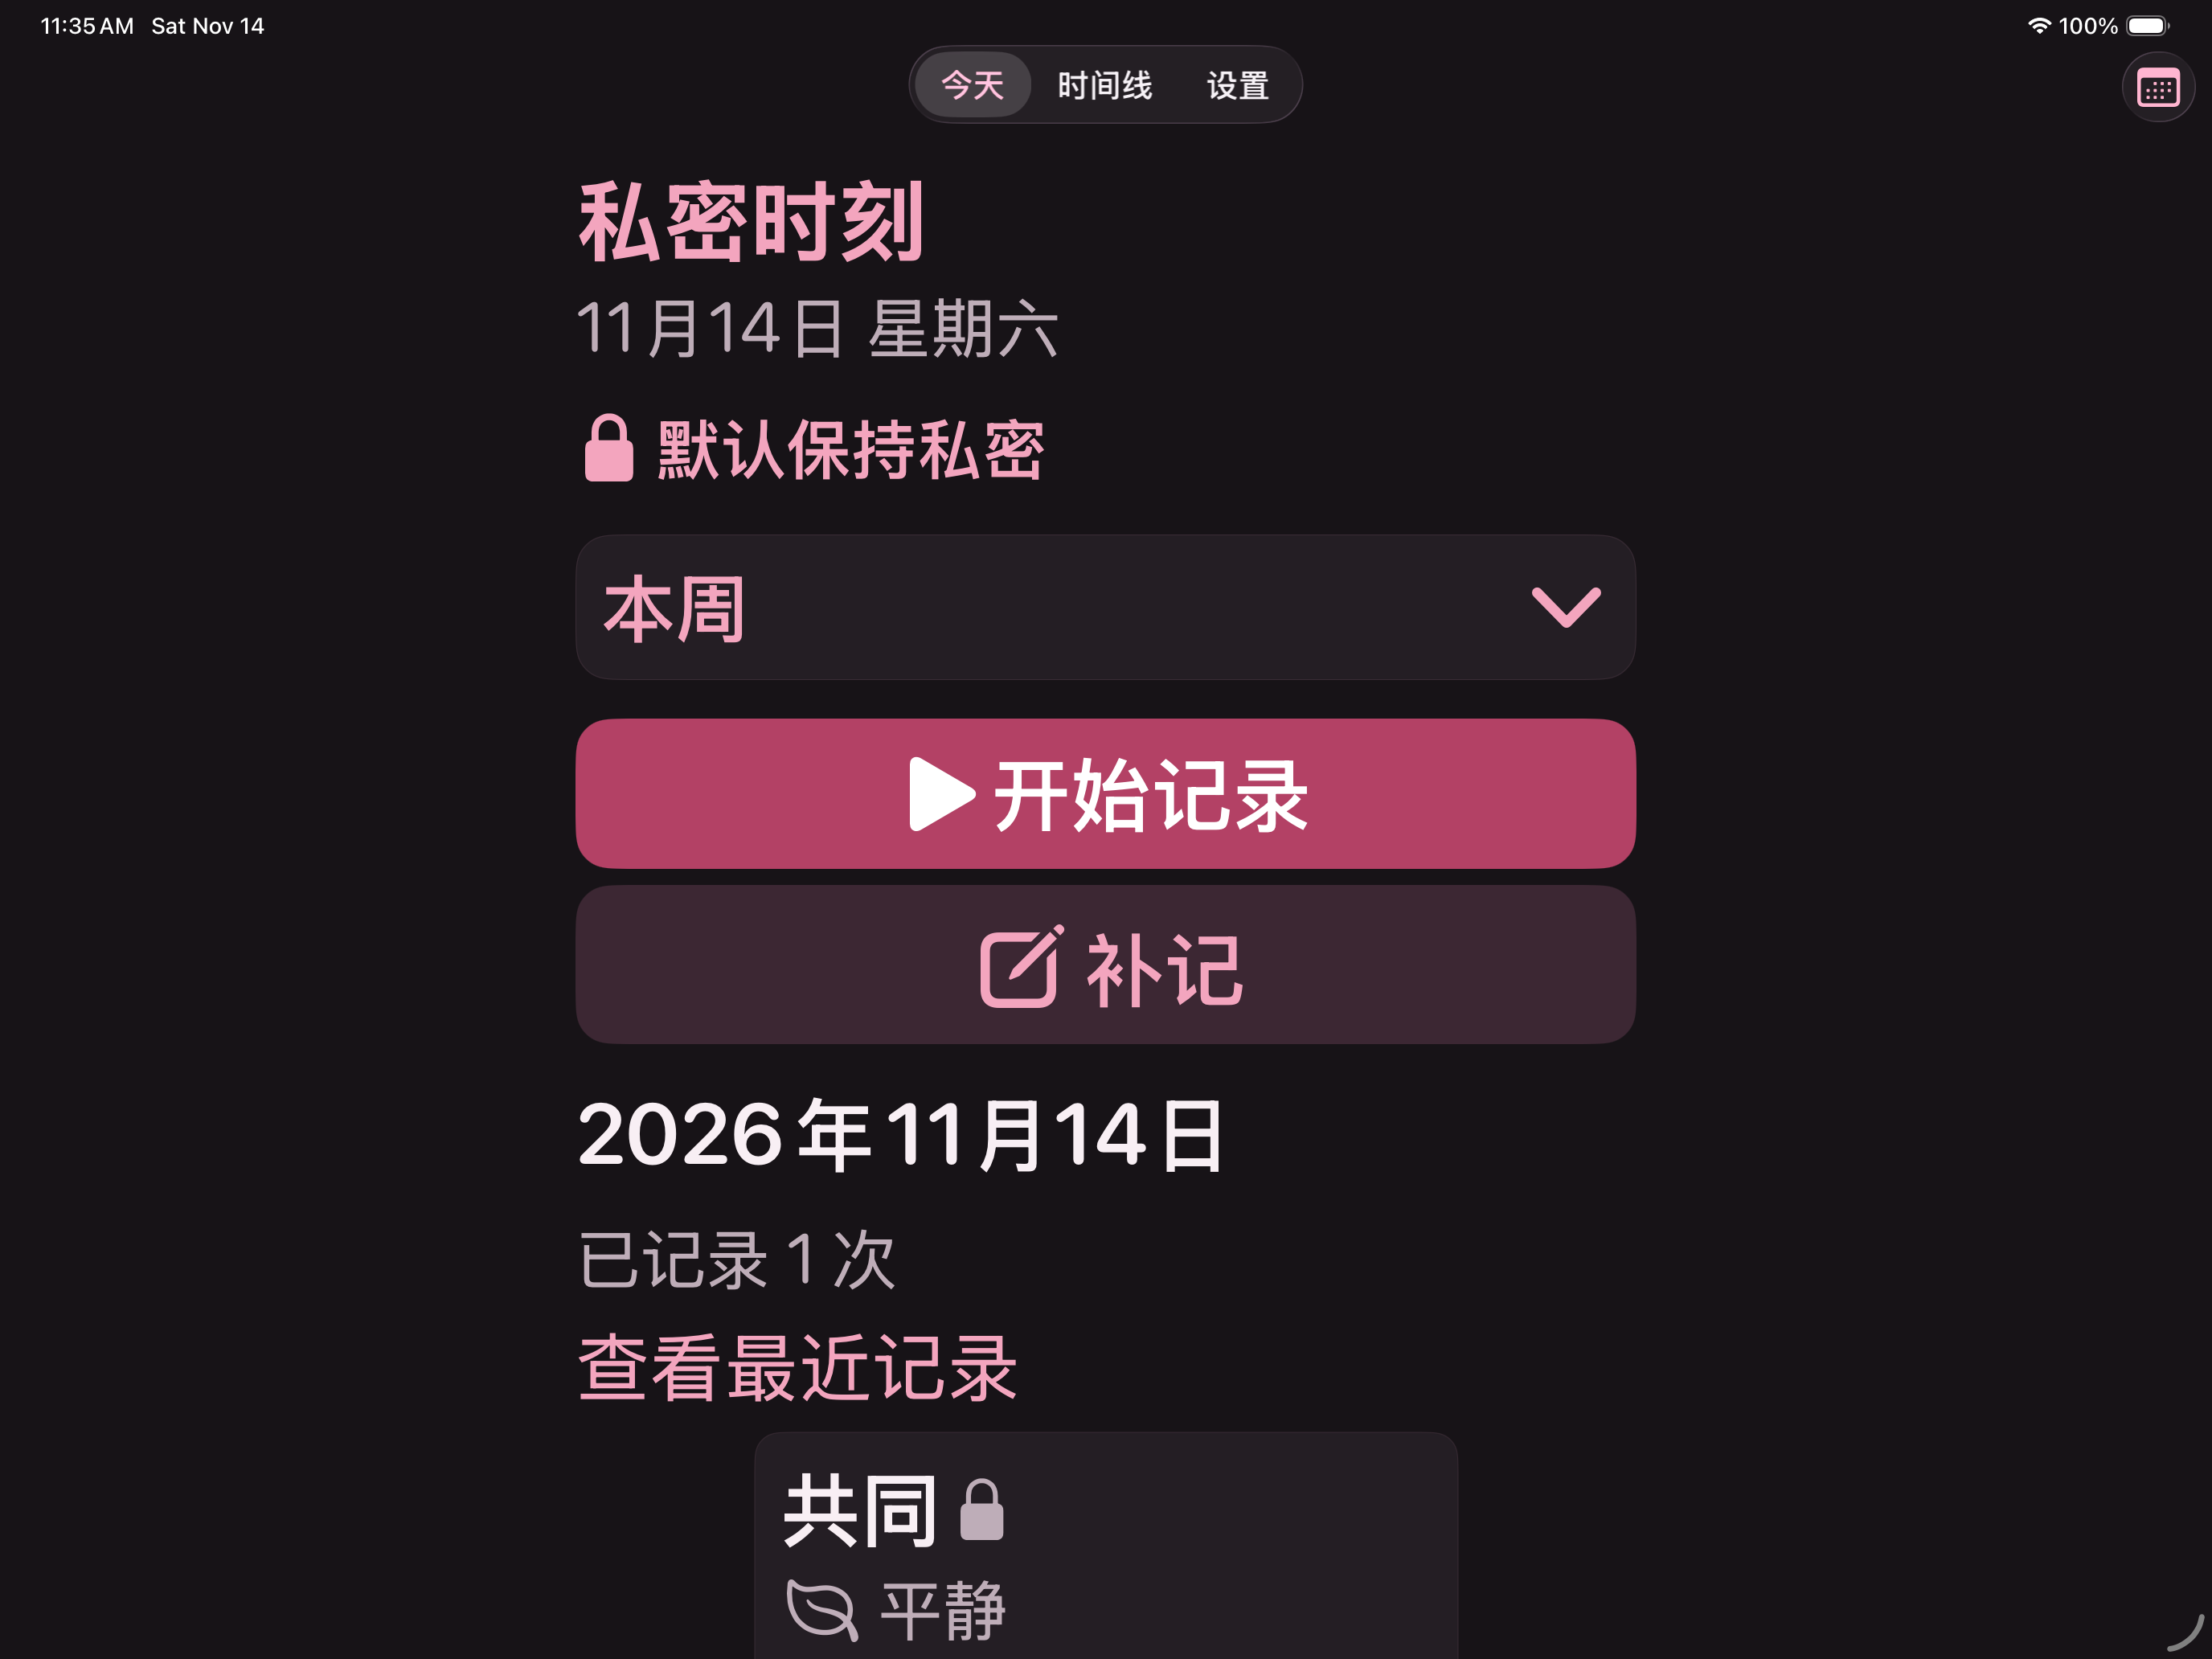 11:35 AM Sat Nov 14
100%
今天 时间线 设置
私密时刻
11月14日 星期六
默认保持私密
本周
开始记录
补记
2026年11月14日
已记录 1 次
查看最近记录
共同
平静